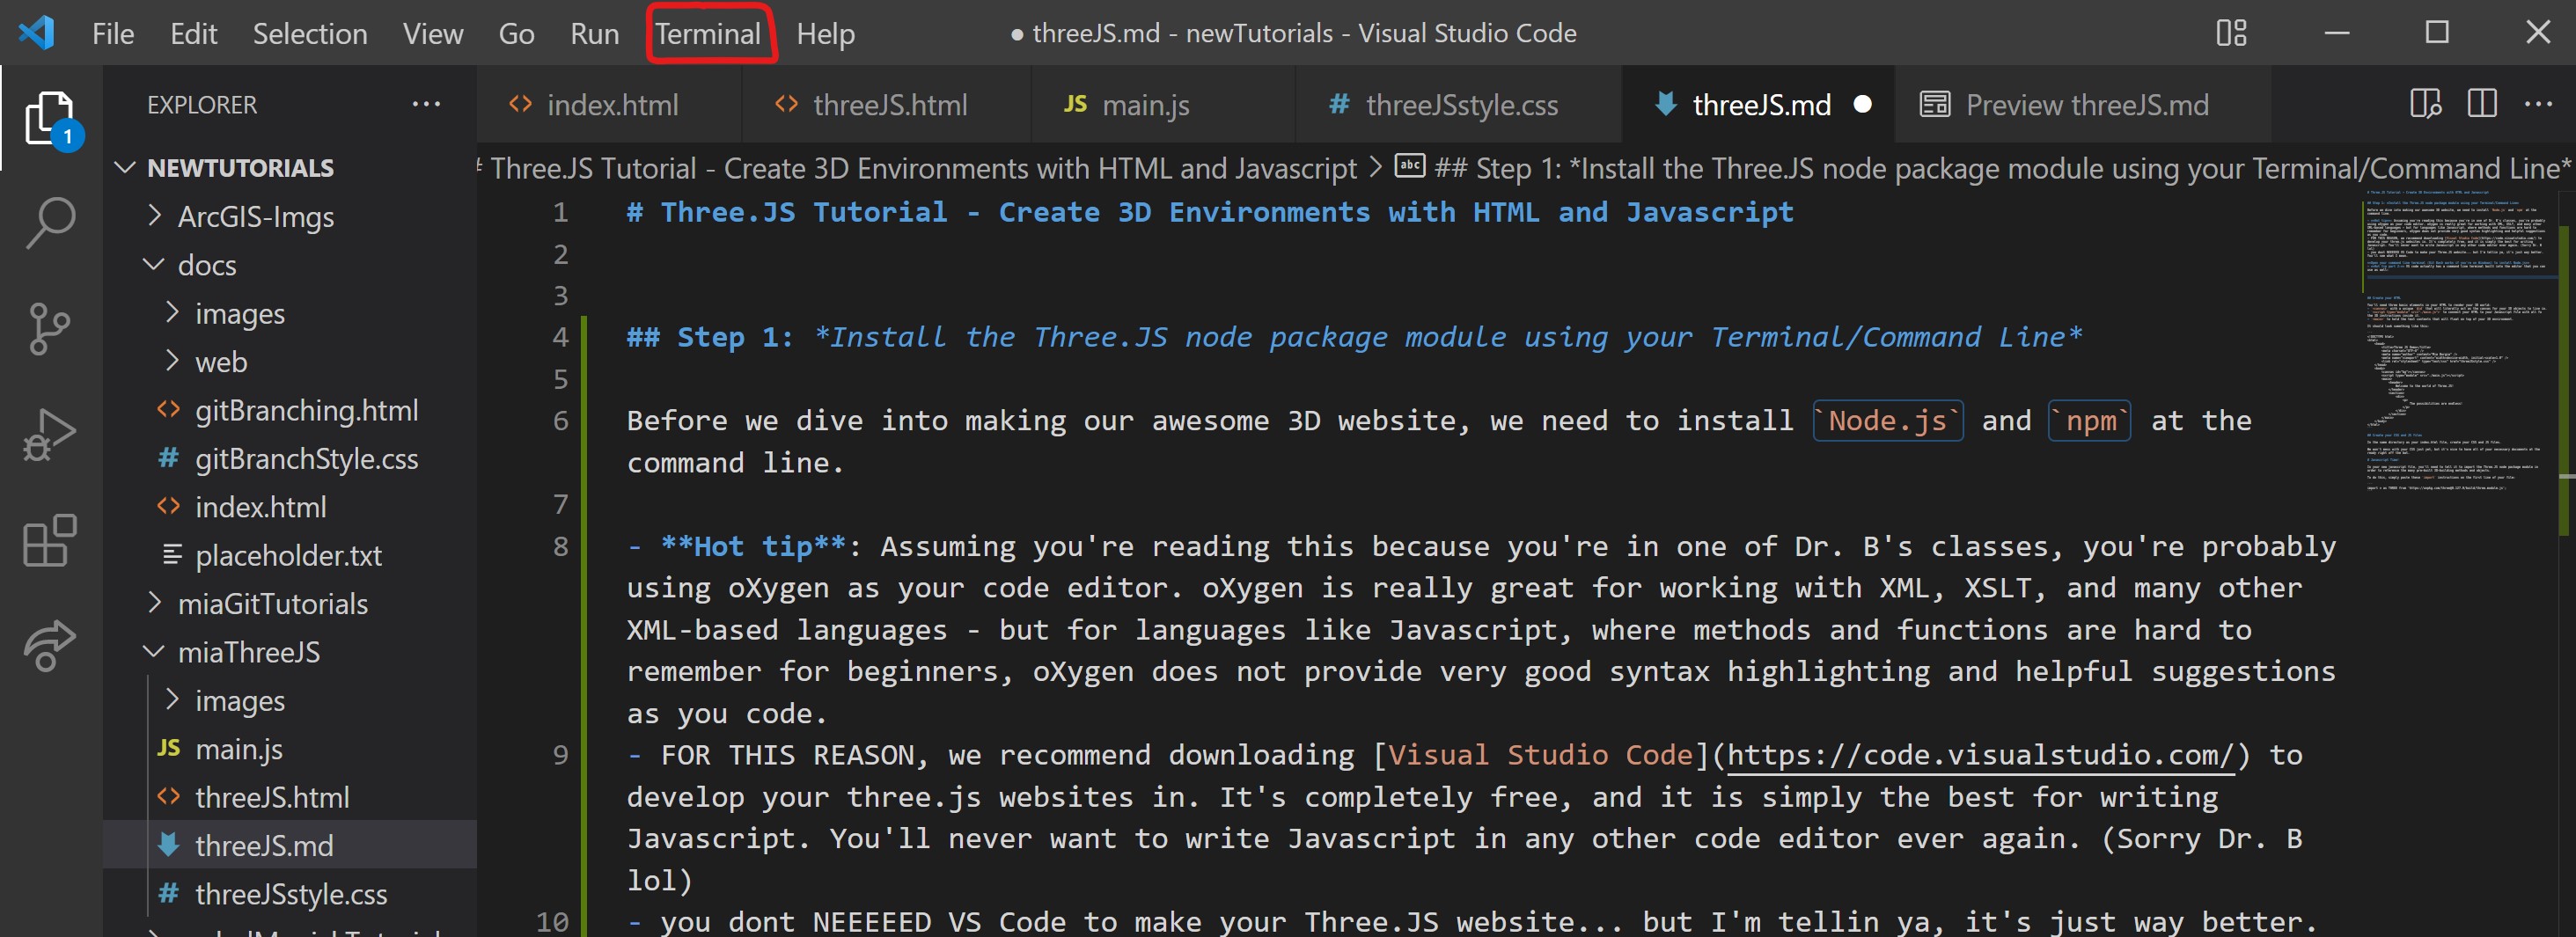 File Edit Selection View Go Run Terminal Help ● threeJS.md - newTutorials - Visual Studio Code
EXPLORER ···
index.html threeJS.html JS main.js # threeJSstyle.css threeJS.md ● Preview threeJS.md ···
1
NEWTUTORIALS
ArcGIS-Imgs
docs
images
web
gitBranching.html
# gitBranchStyle.css
index.html
placeholder.txt
miaGitTutorials
miaThreeJS
images
JS main.js
threeJS.html
threeJS.md
# threeJSstyle.css
# Three.JS Tutorial - Create 3D Environments with HTML and Javascript > abc ## Step 1: *Install the Three.JS node package module using your Terminal/Command Line*
1 # Three.JS Tutorial - Create 3D Environments with HTML and Javascript
2
3
4 ## Step 1: *Install the Three.JS node package module using your Terminal/Command Line*
5
6 Before we dive into making our awesome 3D website, we need to install `Node.js` and `npm` at the
command line.
7
8 - **Hot tip**: Assuming you're reading this because you're in one of Dr. B's classes, you're probably
using oXygen as your code editor. oXygen is really great for working with XML, XSLT, and many other
XML-based languages - but for languages like Javascript, where methods and functions are hard to
remember for beginners, oXygen does not provide very good syntax highlighting and helpful suggestions
as you code.
9 - FOR THIS REASON, we recommend downloading [Visual Studio Code](https://code.visualstudio.com/) to
develop your three.js websites in. It's completely free, and it is simply the best for writing
Javascript. You'll never want to write Javascript in any other code editor ever again. (Sorry Dr. B
lol)
10 - you dont NEEEEED VS Code to make your Three.JS website... but I'm tellin ya, it's just way better.